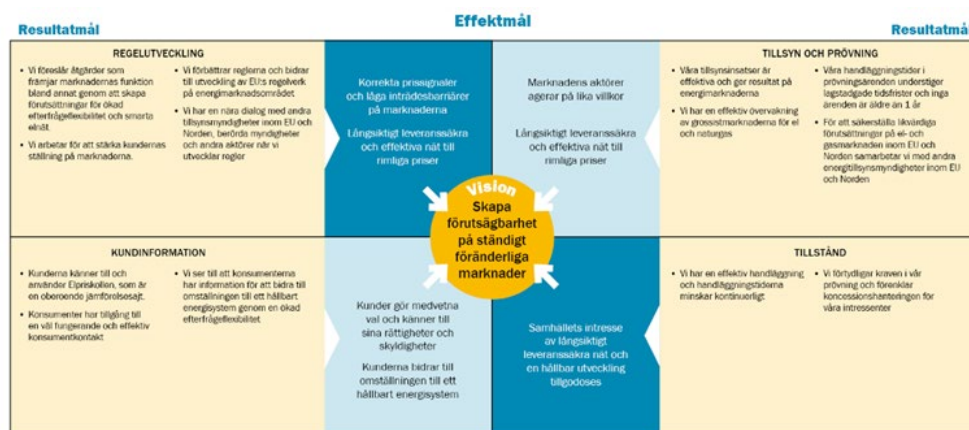 Effektmål
Resultatmål
Resultatmål
REGELUTVECKLING
• Vi föreslår åtgärder som
främjar marknadernas funktion
bland annat genom att skapa
förutsättningar för ökad
efterfrågeflexibilitet och smarta
elnät
• Vi arbetar för att stärka kundernas
ställning på marknaderna.
• Vi förbättrar reglerna och bidrar
till utveckling av EU:s regelverk
på energimarknadsområdet
• Vi har en nära dialog med andra
tillsynsmyndigheter inom EU och
Norden, berörda myndigheter
och andra aktörer när vi
utvecklar regler
Korrekta prissignaler
och låga inträdesbarriärer
på marknaderna
Långsiktigt leveranssäkra
och effektiva nät till
rimliga priser
Marknadens aktörer
agerar på lika villkor
Långsiktigt leveranssäkra
och effektiva nät till
rimliga priser
TILLSYN OCH PRÖVNING
• Våra tillsynsinsatser är
effektiva och ger resultat på
energimarknaderna
• Vi har en effektiv övervakning
av grossistmarknaderna för el
och naturgas
• Våra handläggningstider i
prövningsärenden understiger
lagstadgade tidsfrister och inga
ärenden är äldre än 1 år
• För att säkerställa likvärdiga
förutsättningar på el- och
gasmarknaden inom EU och
Norden samarbetar vi med andra
energitillsynsmyndigheter inom EU
och Norden
Vision
Skapa
förutsägbarhet
på ständigt
föränderliga
marknader
KUNDINFORMATION
• Kunderna känner till och
använder Elpriskollen, som är
en oberoende jämförelsesajt.
• Konsumenter har tillgång till
en väl fungerande och effektiv
konsumentkontakt
• Vi ser till att konsumenterna
har information för att bidra till
omställningen till ett hållbart
energisystem genom en ökad
efterfrågeflexibilitet
Kunder gör medvetna
val och känner till
sina rättigheter och
skyldigheter
Kunderna bidrar till
omställningen till ett
hållbart energisystem
Samhällets intresse
av långsiktigt
leveranssäkra nät och
en hållbar utveckling
tillgodoses
TILLSTÅND
• Vi har en effektiv handläggning
och handläggningstiderna
minskar kontinuerligt
• Vi förtydligar kraven i vår
prövning och förenklar
koncessionshanteringen för
våra intressenter